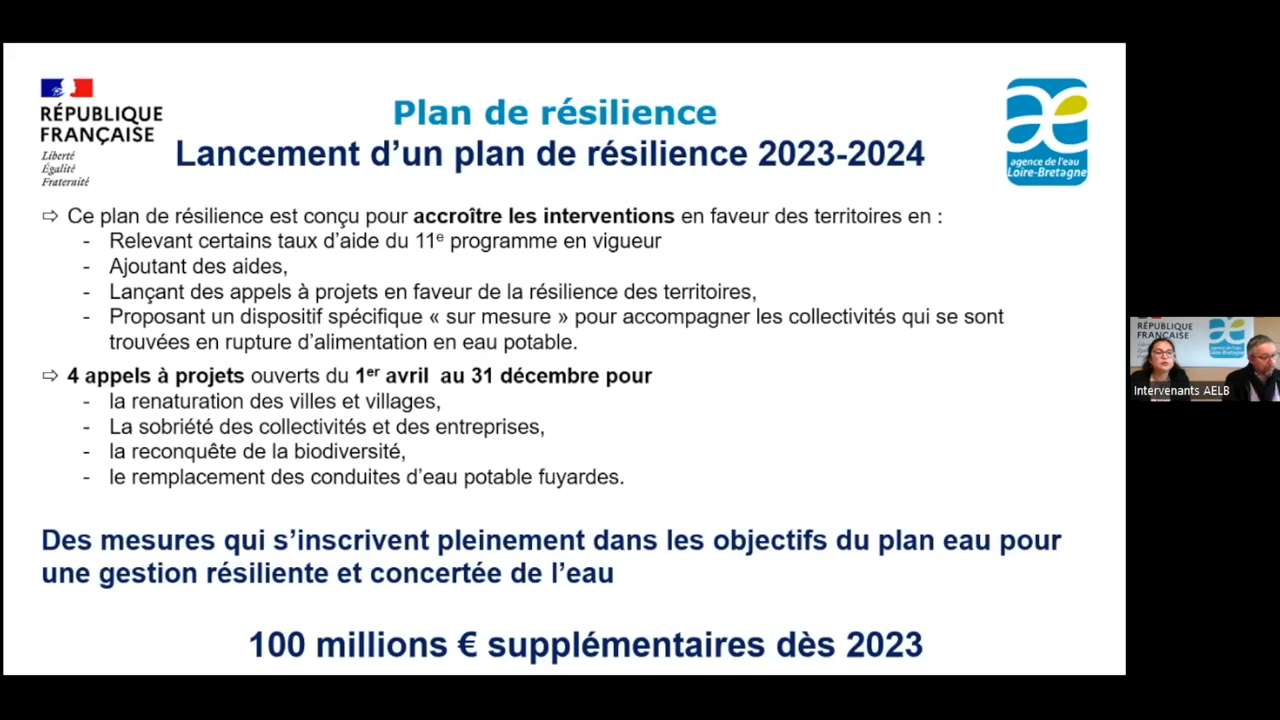 RÉPUBLIQUE
FRANÇAISE
Liberté
Égalité
Fraternité
Plan de résilience
Lancement d’un plan de résilience 2023-2024
ae
agence de l'eau
Loire-Bretagne
⇨ Ce plan de résilience est conçu pour accroître les interventions en faveur des territoires en :
- Relevant certains taux d’aide du 11e programme en vigueur
- Ajoutant des aides,
- Lançant des appels à projets en faveur de la résilience des territoires,
- Proposant un dispositif spécifique « sur mesure » pour accompagner les collectivités qui se sont
trouvées en rupture d’alimentation en eau potable.
⇨ 4 appels à projets ouverts du 1er avril au 31 décembre pour
- la renaturation des villes et villages,
- La sobriété des collectivités et des entreprises,
- la reconquête de la biodiversité,
- le remplacement des conduites d’eau potable fuyardes.
Des mesures qui s’inscrivent pleinement dans les objectifs du plan eau pour
une gestion résiliente et concertée de l’eau
100 millions € supplémentaires dès 2023
RÉPUBLIQUE
FRANÇAISE
agence de l'eau
Loire-Bretagne
Intervenants AELB